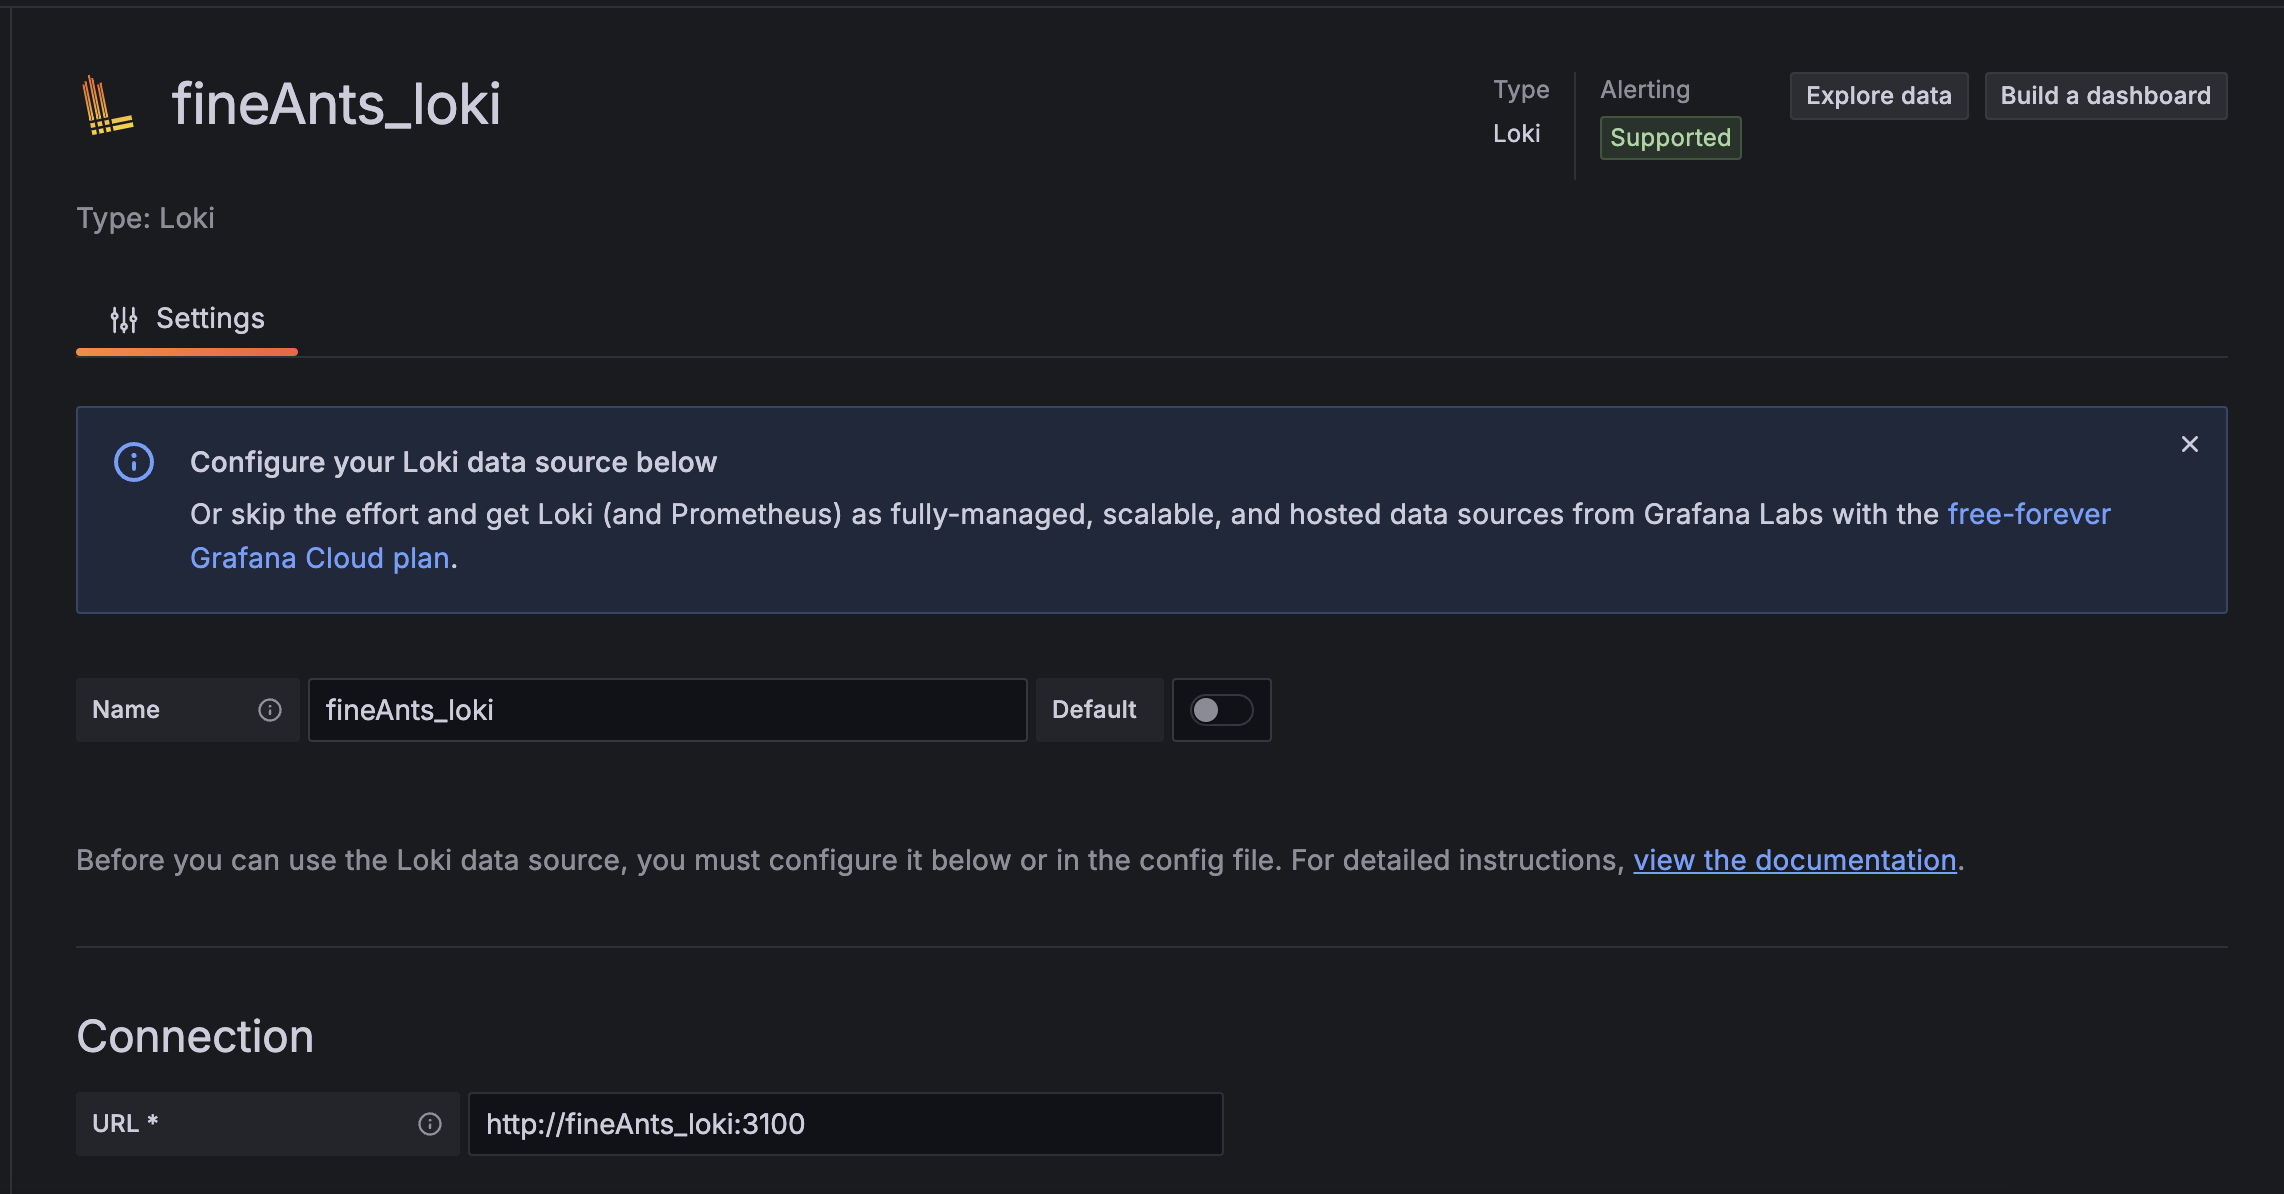 fineAnts_loki
Type
Loki
Alerting
Supported
Explore data
Build a dashboard
Type: Loki
Settings
Configure your Loki data source below
Or skip the effort and get Loki (and Prometheus) as fully-managed, scalable, and hosted data sources from Grafana Labs with the free-forever
Grafana Cloud plan.
Name
fineAnts_loki
Default
Before you can use the Loki data source, you must configure it below or in the config file. For detailed instructions, view the documentation.
Connection
URL *
http://fineAnts_loki:3100